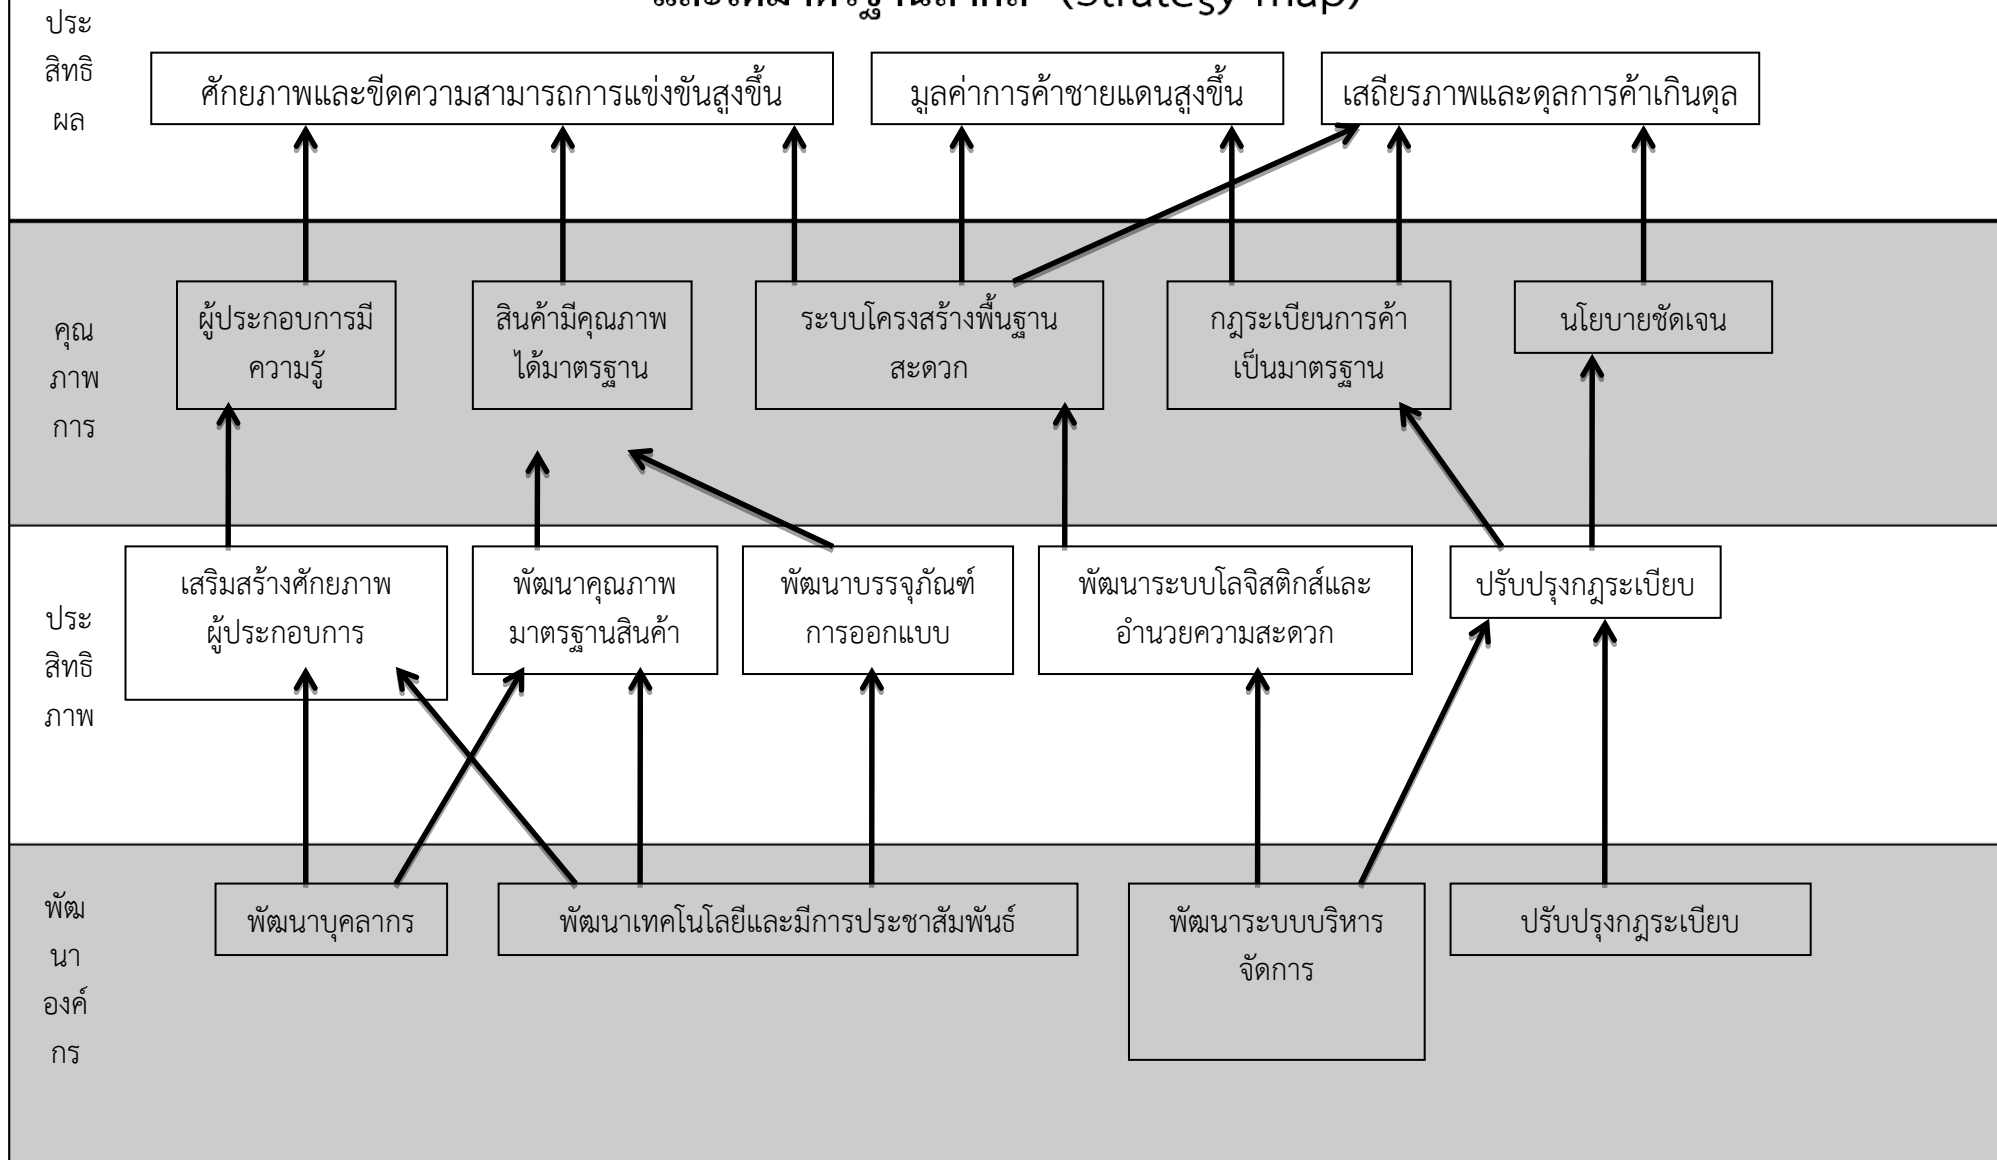 (Strategy map)
ประ
สิทธิ
ผล
ศักยภาพและขีดความสามารถการแข่งขันสูงขึ้น
มูลค่าการค้าชายแดนสูงขึ้น
เสถียรภาพและดุลการค้าเกินดุล
คุณ
ภาพ
การ
ผู้ประกอบการมี
ความรู้
สินค้ามีคุณภาพ
ได้มาตรฐาน
ระบบโครงสร้างพื้นฐาน
สะดวก
กฎระเบียนการค้า
เป็นมาตรฐาน
นโยบายชัดเจน
ประ
สิทธิ
ภาพ
เสริมสร้างศักยภาพ
ผู้ประกอบการ
พัฒนาคุณภาพ
มาตรฐานสินค้า
พัฒนาบรรจุภัณฑ์
การออกแบบ
พัฒนาระบบโลจิสติกส์และ
อำนวยความสะดวก
ปรับปรุงกฎระเบียบ
พัฒ
นา
องค์
กร
พัฒนาบุคลากร
พัฒนาเทคโนโลยีและมีการประชาสัมพันธ์
พัฒนาระบบบริหาร
จัดการ
ปรับปรุงกฎระเบียบ